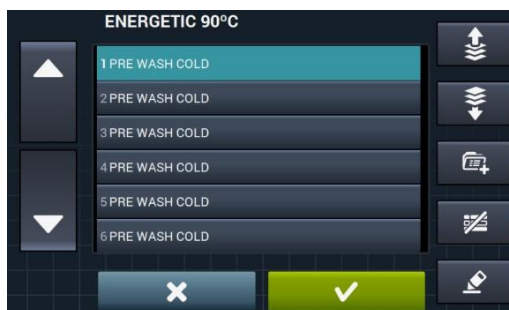 ENERGETIC 90ºC
1 PRE WASH COLD
2 PRE WASH COLD
3 PRE WASH COLD
4 PRE WASH COLD
5 PRE WASH COLD
6 PRE WASH COLD